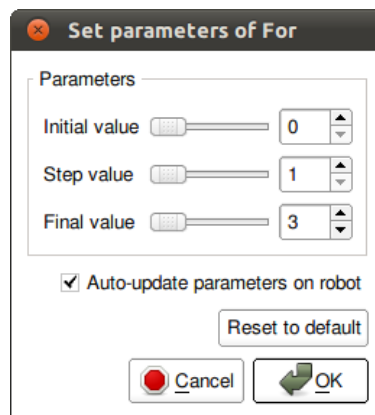 Set parameters of For
Parameters
Initial value 0
Step value 1
Final value 3
Auto-update parameters on robot
Reset to default
Cancel OK